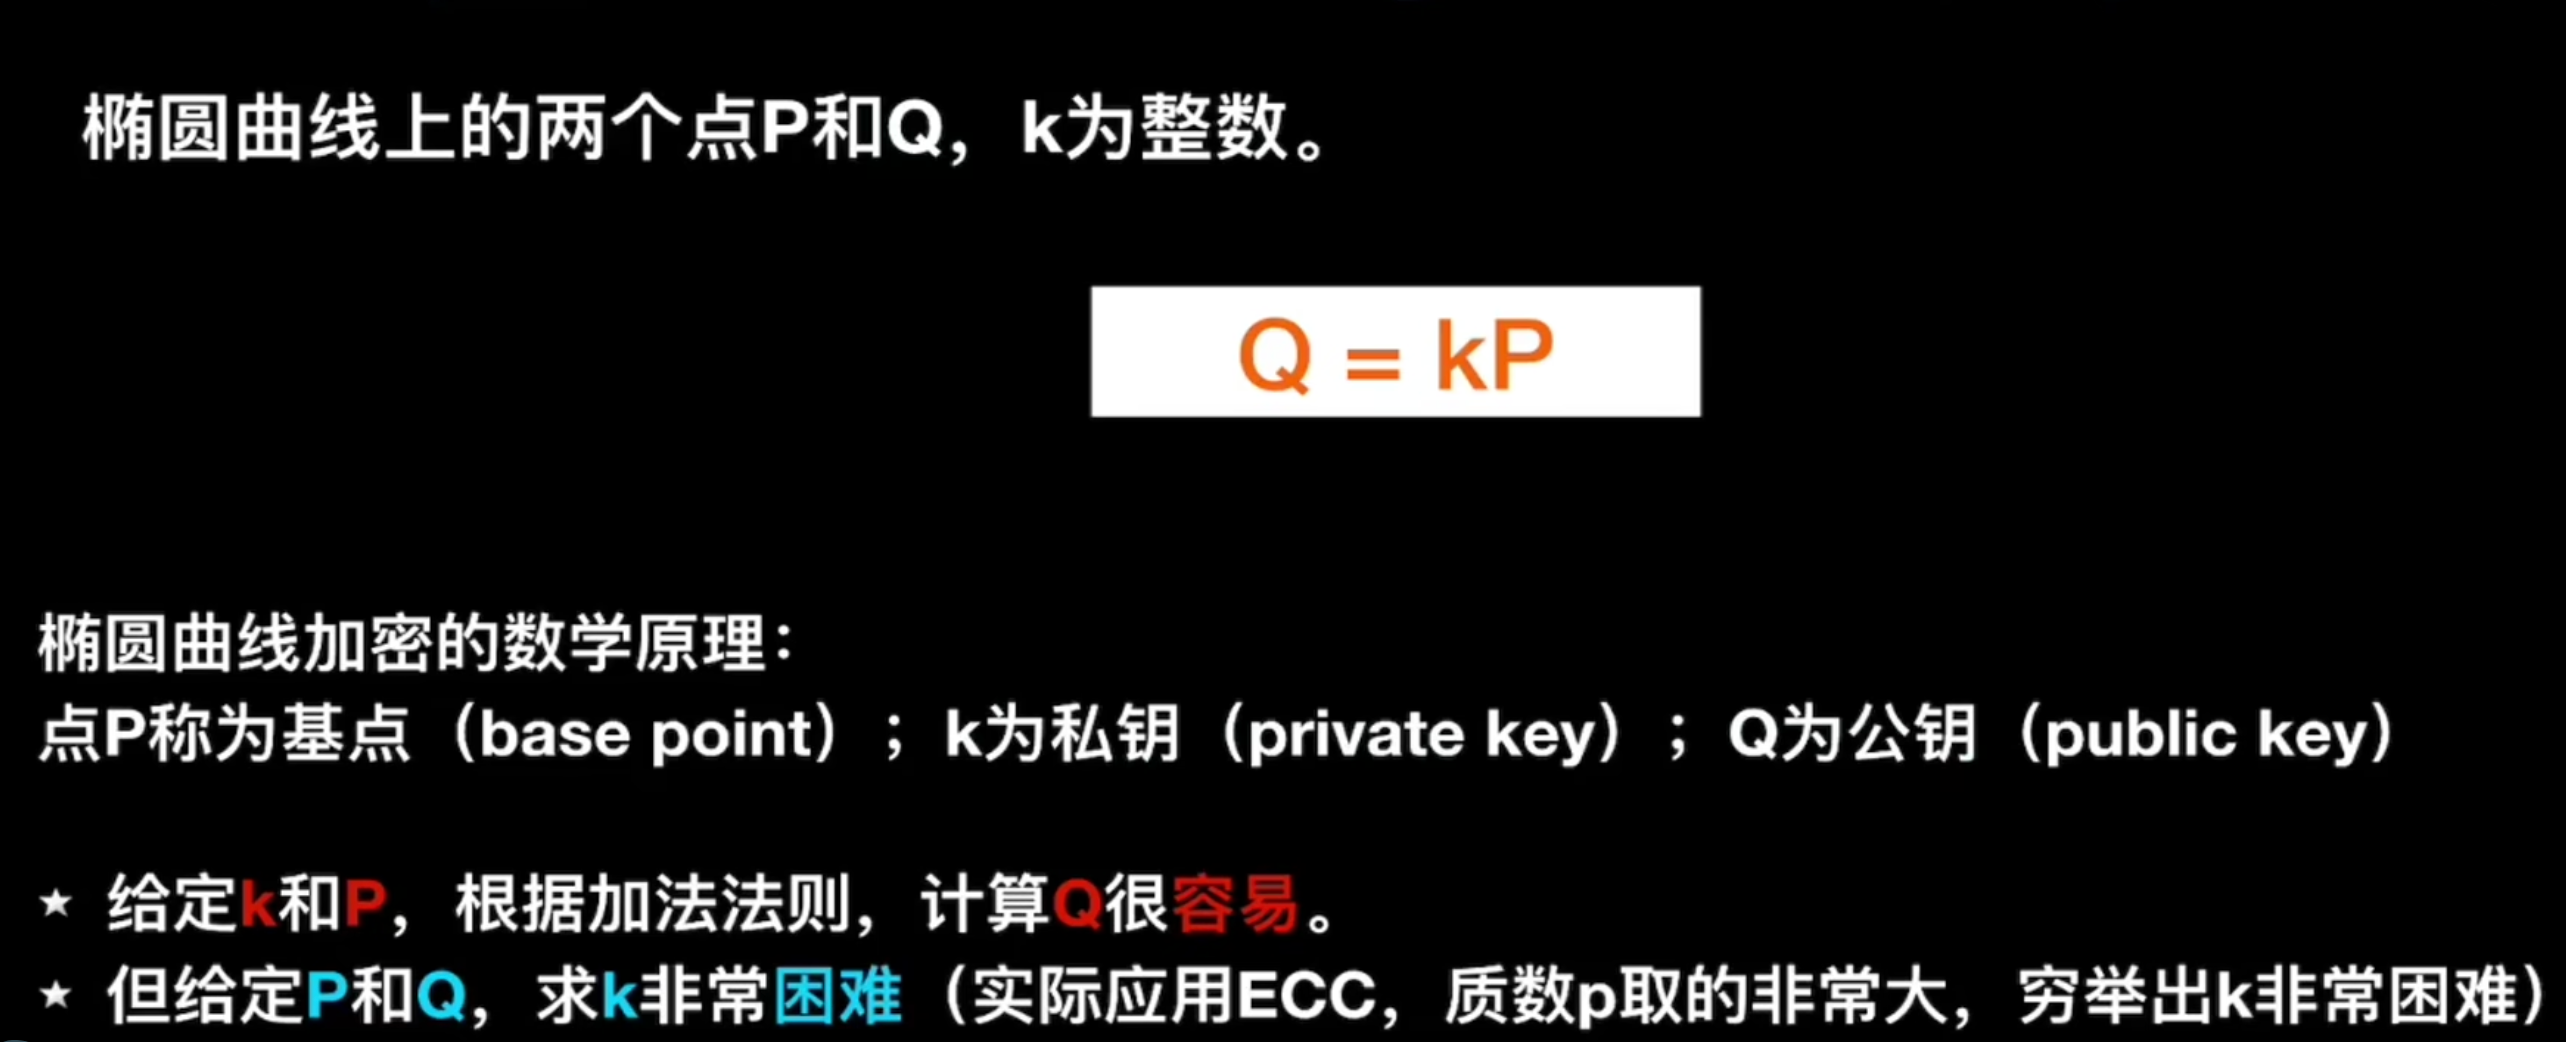 椭圆曲线上的两个点P和Q，k为整数。
Q = kP
椭圆曲线加密的数学原理：
点P称为基点（base point）；k为私钥（private key）；Q为公钥（public key）
★ 给定k和P，根据加法法则，计算Q很容易。
★ 但给定P和Q，求k非常困难（实际应用ECC，质数p取的非常大，穷举出k非常困难）